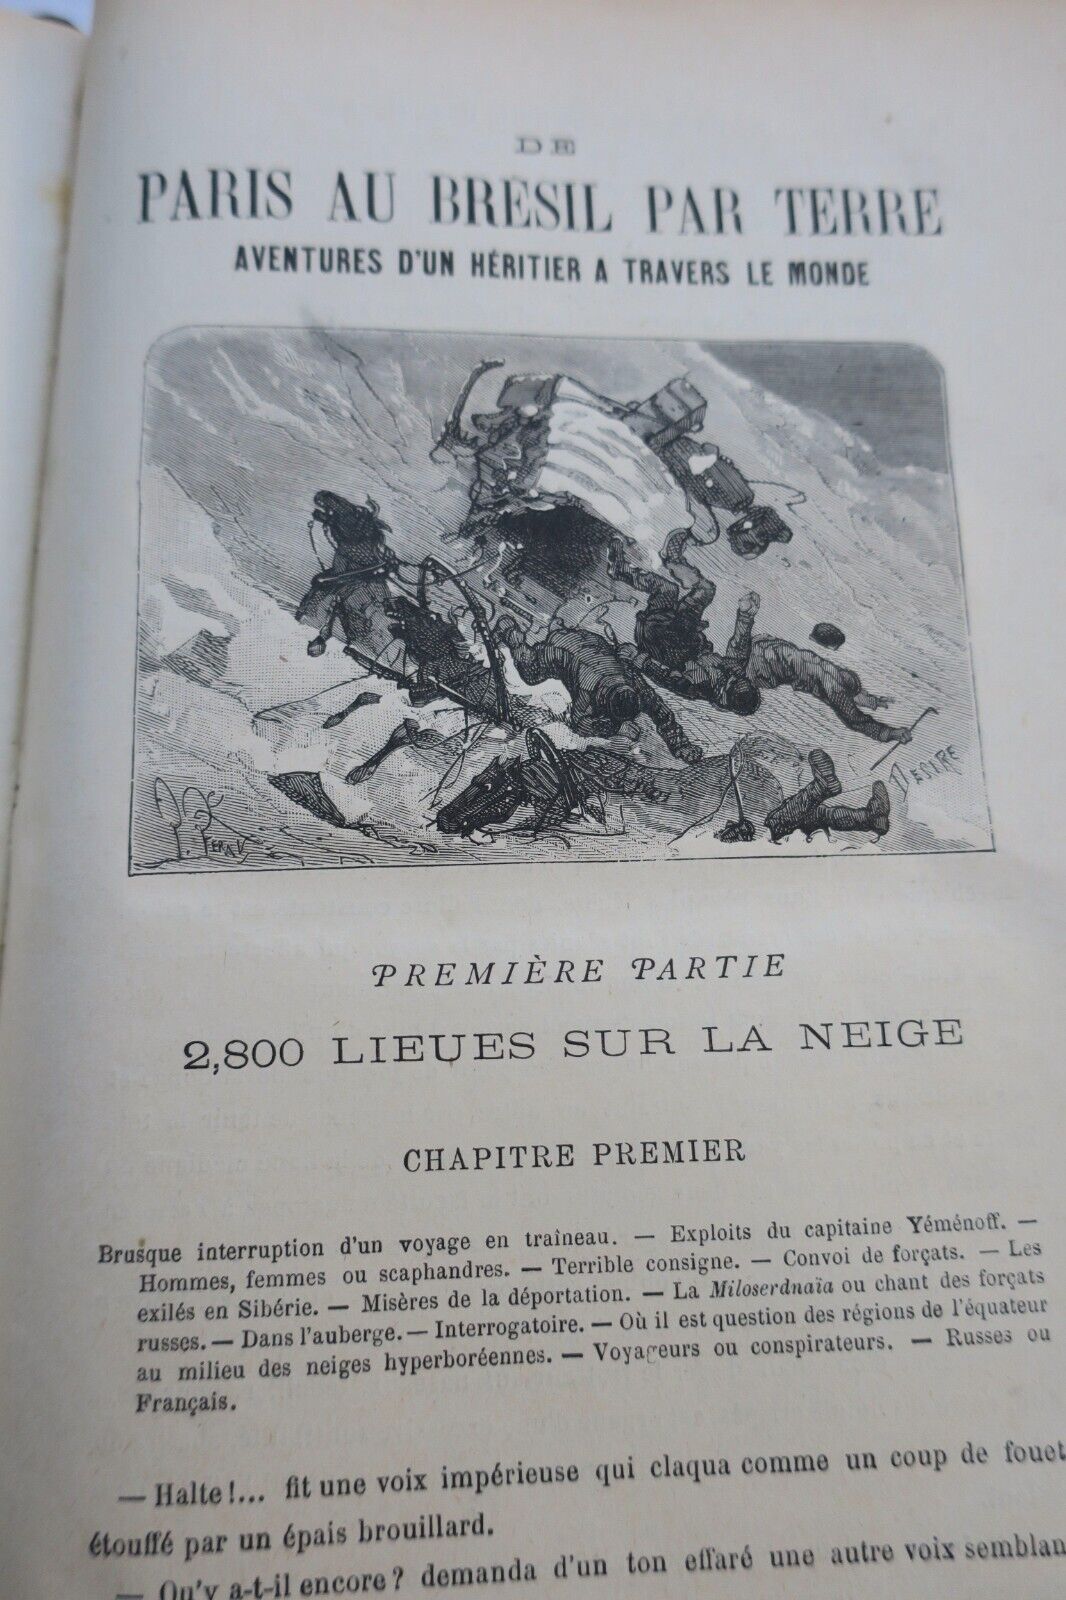 DE
PARIS AU BRÉSIL PAR TERRE
AVENTURES D'UN HÉRITIER A TRAVERS LE MONDE
P. FERAT
MESTRE
PREMIÈRE PARTIE
2,800 LIEUES SUR LA NEIGE
CHAPITRE PREMIER
Brusque interruption d'un voyage en traîneau. — Exploits du capitaine Yéménoff. —
Hommes, femmes ou scaphandres. — Terrible consigne. — Convoi de forçats. — Les
exilés en Sibérie. — Misères de la déportation. — La Miloserdnaïa ou chant des forçats
russes. — Dans l'auberge. — Interrogatoire. — Où il est question des régions de l'équateur
au milieu des neiges hyperboréennes. — Voyageurs ou conspirateurs. — Russes ou
Français.
— Halte !... fit une voix impérieuse qui claqua comme un coup de fouet
étouffé par un épais brouillard.
— Qu'y a-t-il encore ? demanda d'un ton effaré une autre voix semblan